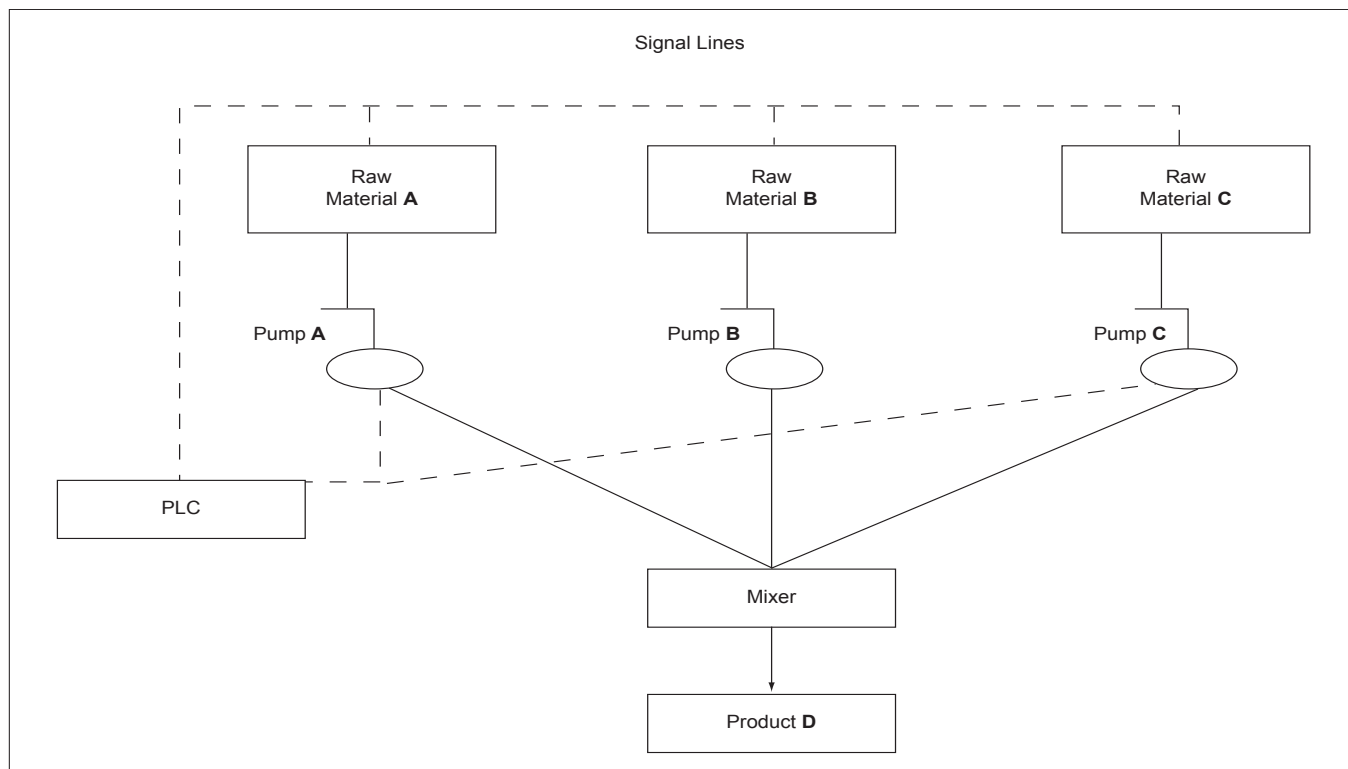 Signal Lines
Raw
Material A
Raw
Material B
Raw
Material C
Pump A
Pump B
Pump C
PLC
Mixer
Product D